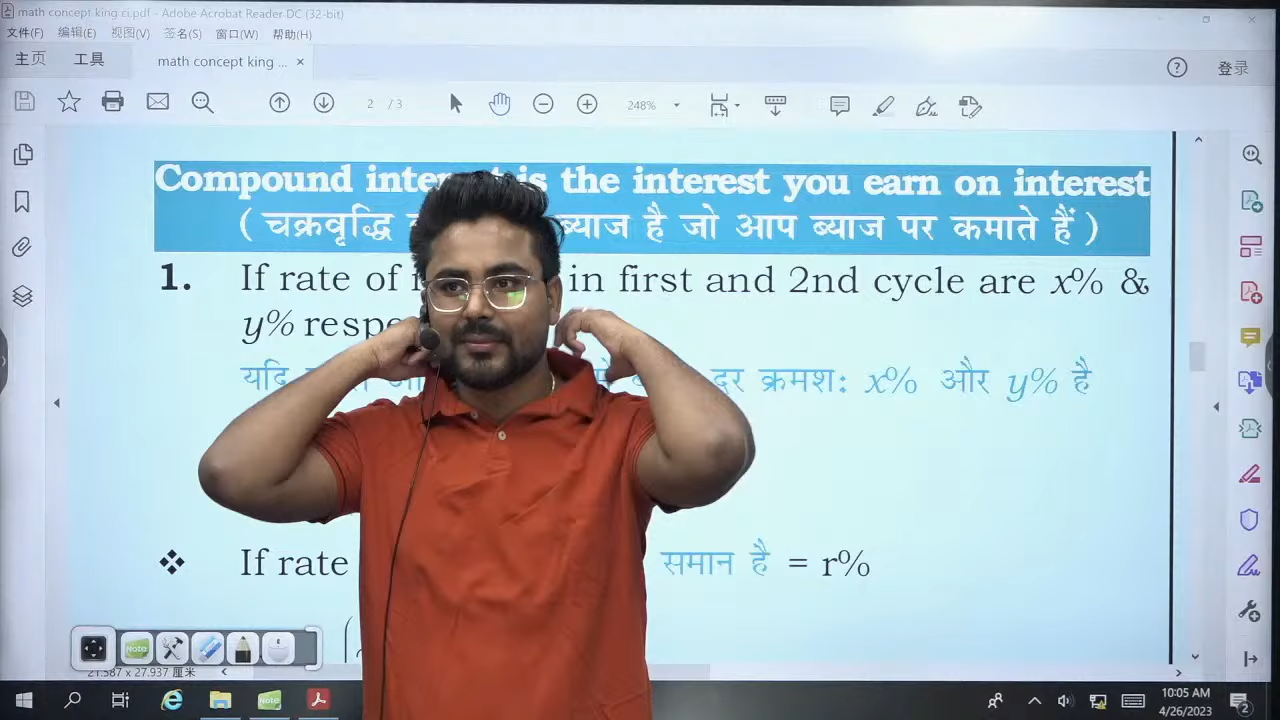 math concept king ci.pdf - Adobe Acrobat Reader DC (32-bit)
文件(F) 编辑(E) 视图(V) 签名(S) 窗口(W) 帮助(H)
主页 工具 math concept king ... × ? 登录
2 / 3 248%
Compound is the interest you earn on interest
( चक्रवृद्धि ब्याज है जो आप ब्याज पर कमाते हैं )
1. If rate of in first and 2nd cycle are x% &
y%
यदि दर क्रमश: x% और y% है
❖ If rate समान है = r%
Note
21.587 x 27.937 厘米
Note
10:05 AM
4/26/2023
2